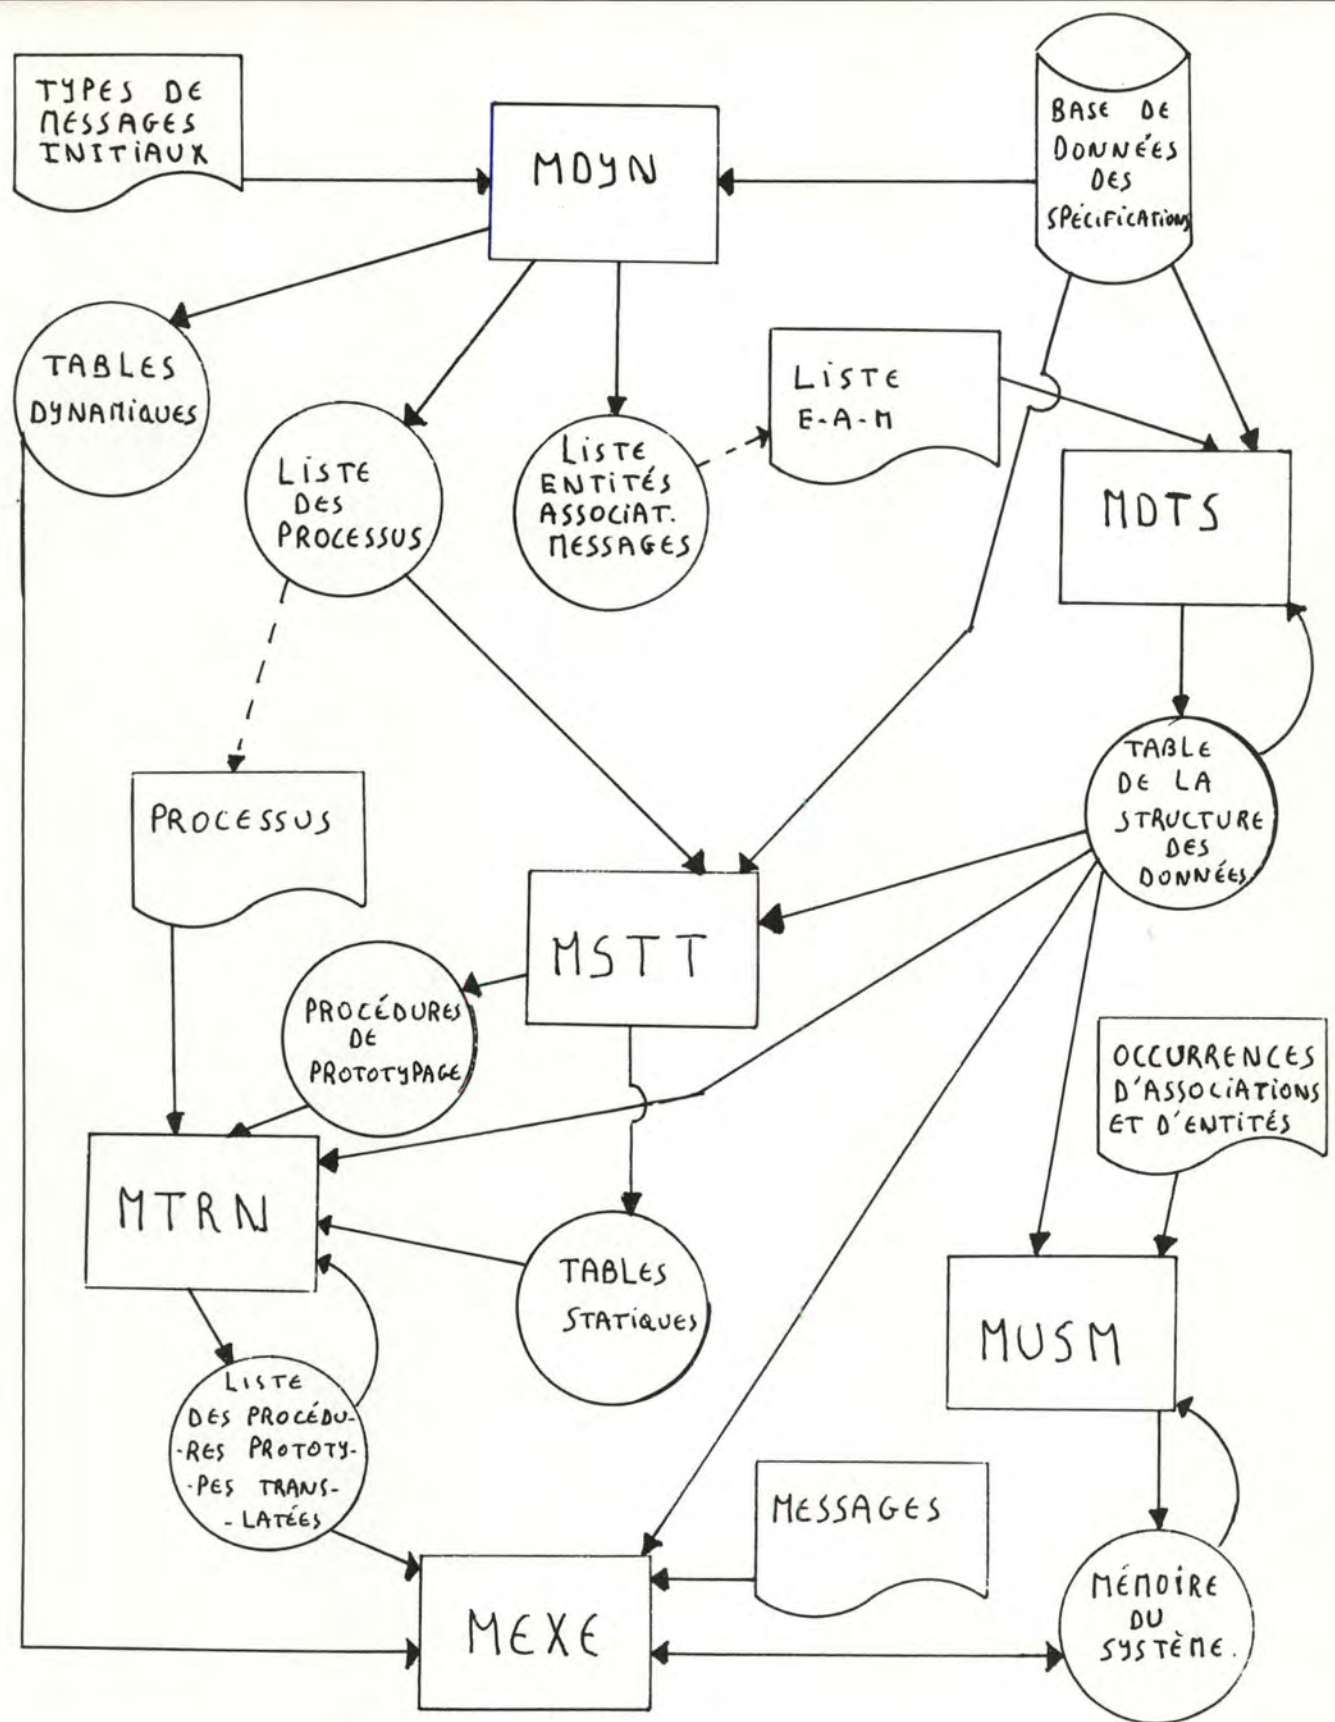 TYPES DE
MESSAGES
INITIAUX
MDYN
BASE DE
DONNÉES
DES
SPÉCIFICATIONS
TABLES
DYNAMIQUES
LISTE
DES
PROCESSUS
LISTE
ENTITÉS
ASSOCIAT.
MESSAGES
LISTE
E-A-M
MDTS
TABLE
DE LA
STRUCTURE
DES
DONNÉES
PROCESSUS
MSTT
PROCÉDURES
DE
PROTOTYPAGE
OCCURRENCES
D'ASSOCIATIONS
ET D'ENTITÉS
MTRN
TABLES
STATIQUES
MUSM
LISTE
DES PROCÉDU-
-RES PROTOTY-
-PES TRANS-
-LATÉES
MESSAGES
MEXE
MÉMOIRE
DU
SYSTÈME.